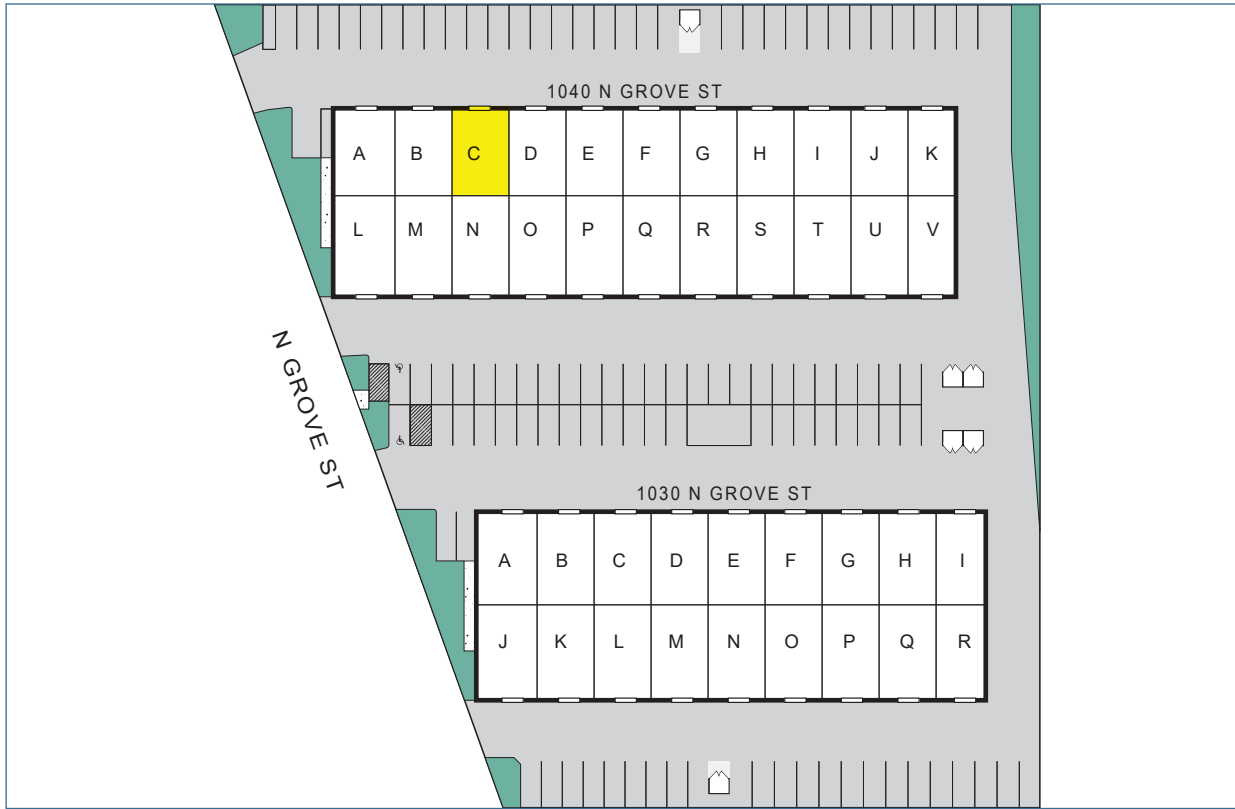 1040 N GROVE ST
A B C D E F G H I J K
L M N O P Q R S T U V
N GROVE ST
1030 N GROVE ST
A B C D E F G H I
J K L M N O P Q R